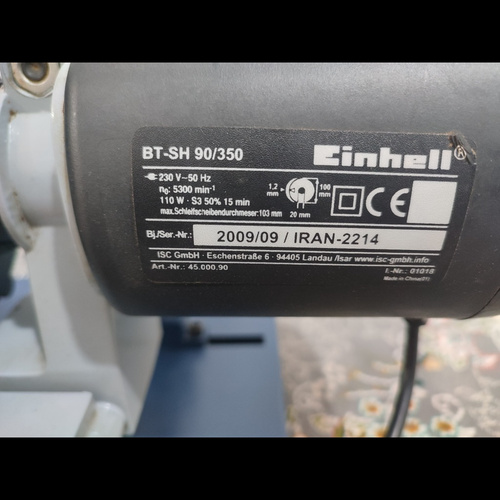 BT-SH 90/350
Einhell®
230 V~50 Hz
n₀: 5300 min⁻¹
110 W · S3 50% 15 min
max.Schleifscheibendurchmeser:103 mm
1,2 mm
100 mm
20 mm
CE
Bj/Ser.-Nr.: 2009/09 / IRAN-2214
ISC GmbH · Eschenstraße 6 · 94405 Landau /Isar www.isc-gmbh.info
Art.-Nr.: 45.000.90
I.-Nr.: 01018
Made in China(01)